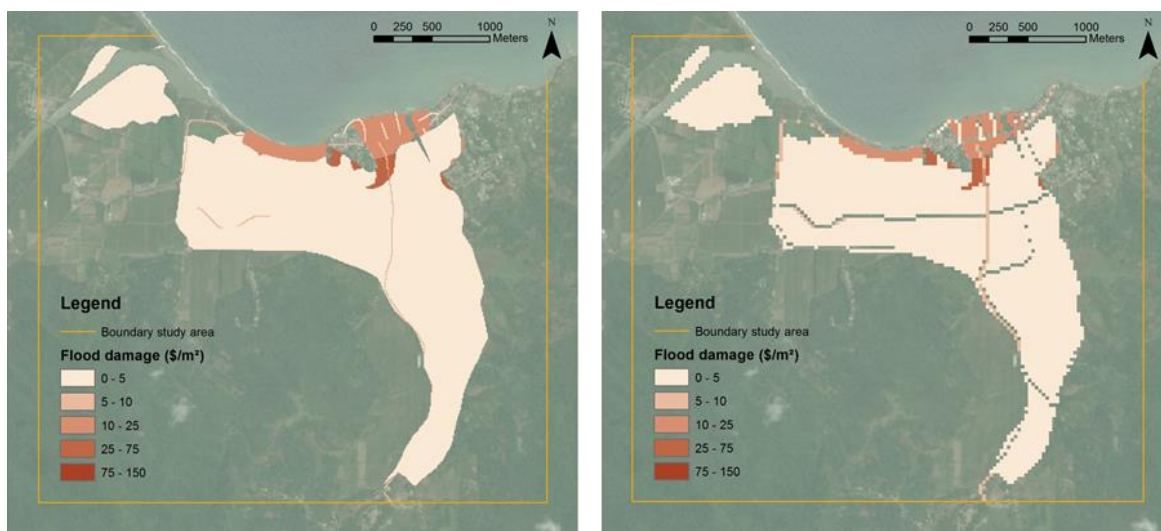 0 250 500 1000
Meters
N
Legend
Boundary study area
Flood damage ($/m²)
0 - 5
5 - 10
10 - 25
25 - 75
75 - 150
0 250 500 1000
Meters
N
Legend
Boundary study area
Flood damage ($/m²)
0 - 5
5 - 10
10 - 25
25 - 75
75 - 150